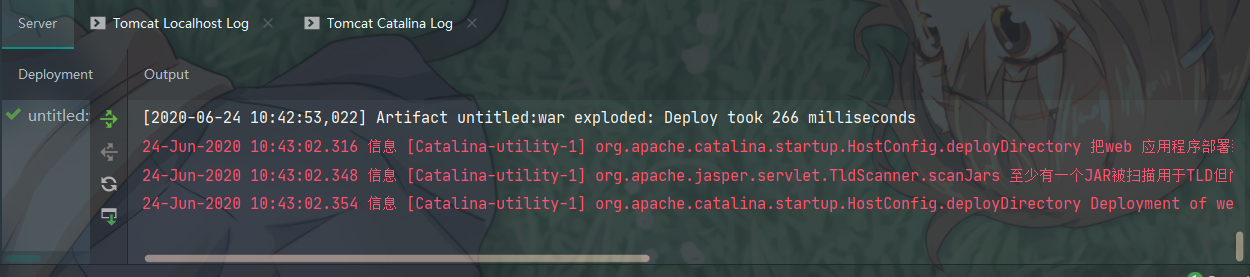 Server
Tomcat Localhost Log
Tomcat Catalina Log
Deployment
Output
untitled:
[2020-06-24 10:42:53,022] Artifact untitled:war exploded: Deploy took 266 milliseconds
24-Jun-2020 10:43:02.316 信息 [Catalina-utility-1] org.apache.catalina.startup.HostConfig.deployDirectory 把web 应用程序部署
24-Jun-2020 10:43:02.348 信息 [Catalina-utility-1] org.apache.jasper.servlet.TldScanner.scanJars 至少有一个JAR被扫描用于TLD但
24-Jun-2020 10:43:02.354 信息 [Catalina-utility-1] org.apache.catalina.startup.HostConfig.deployDirectory Deployment of we